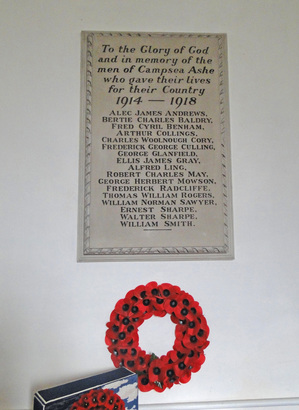 To the Glory of God
and in memory of the
men of Campsea Ashe
who gave their lives
for their Country
1914 — 1918
ALEC JAMES ANDREWS,
BERTIE CHARLES BALDRY,
FRED CYRIL BENHAM,
ARTHUR COLLINGS,
CHARLES WOOLNOUGH CORY,
FREDERICK GEORGE CULLING,
GEORGE GLANFIELD,
ELLIS JAMES GRAY,
ALFRED LING,
ROBERT CHARLES MAY,
GEORGE HERBERT MOWSON,
FREDERICK RADCLIFFE,
THOMAS WILLIAM ROGERS,
WILLIAM NORMAN SAWYER,
ERNEST SHARPE,
WALTER SHARPE,
WILLIAM SMITH.